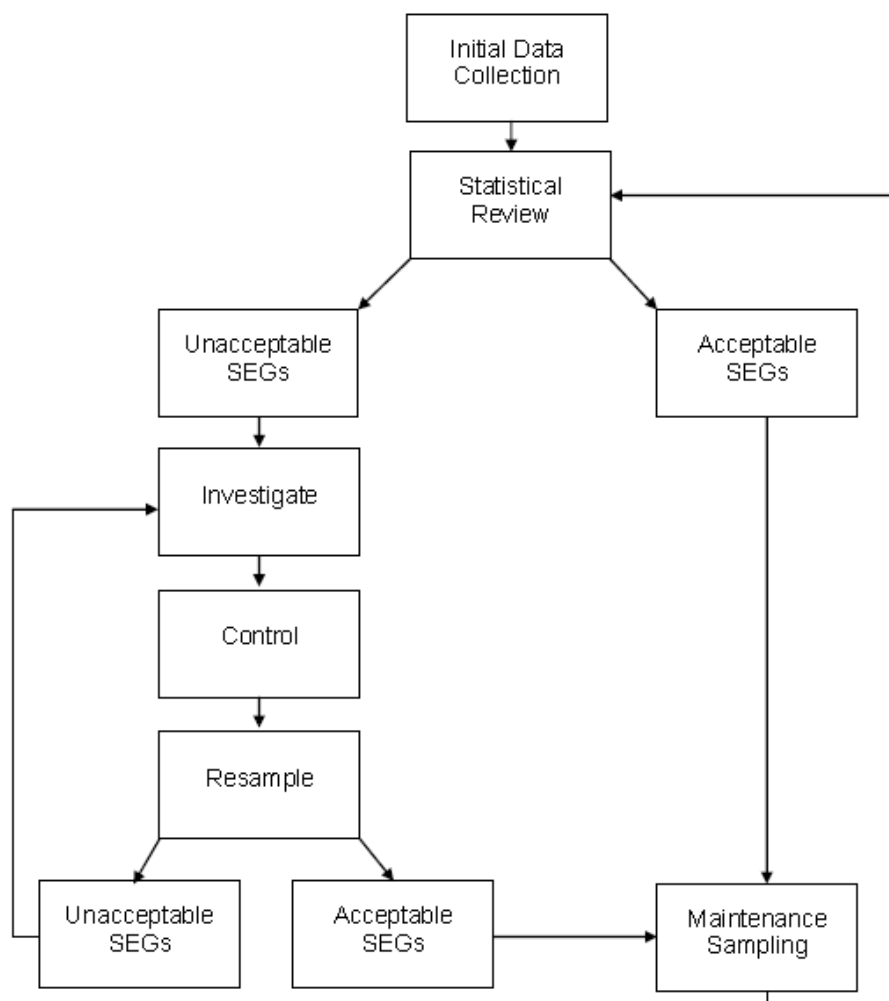 Initial Data
Collection
Statistical
Review
Unacceptable
SEGs
Acceptable
SEGs
Investigate
Control
Resample
Unacceptable
SEGs
Acceptable
SEGs
Maintenance
Sampling